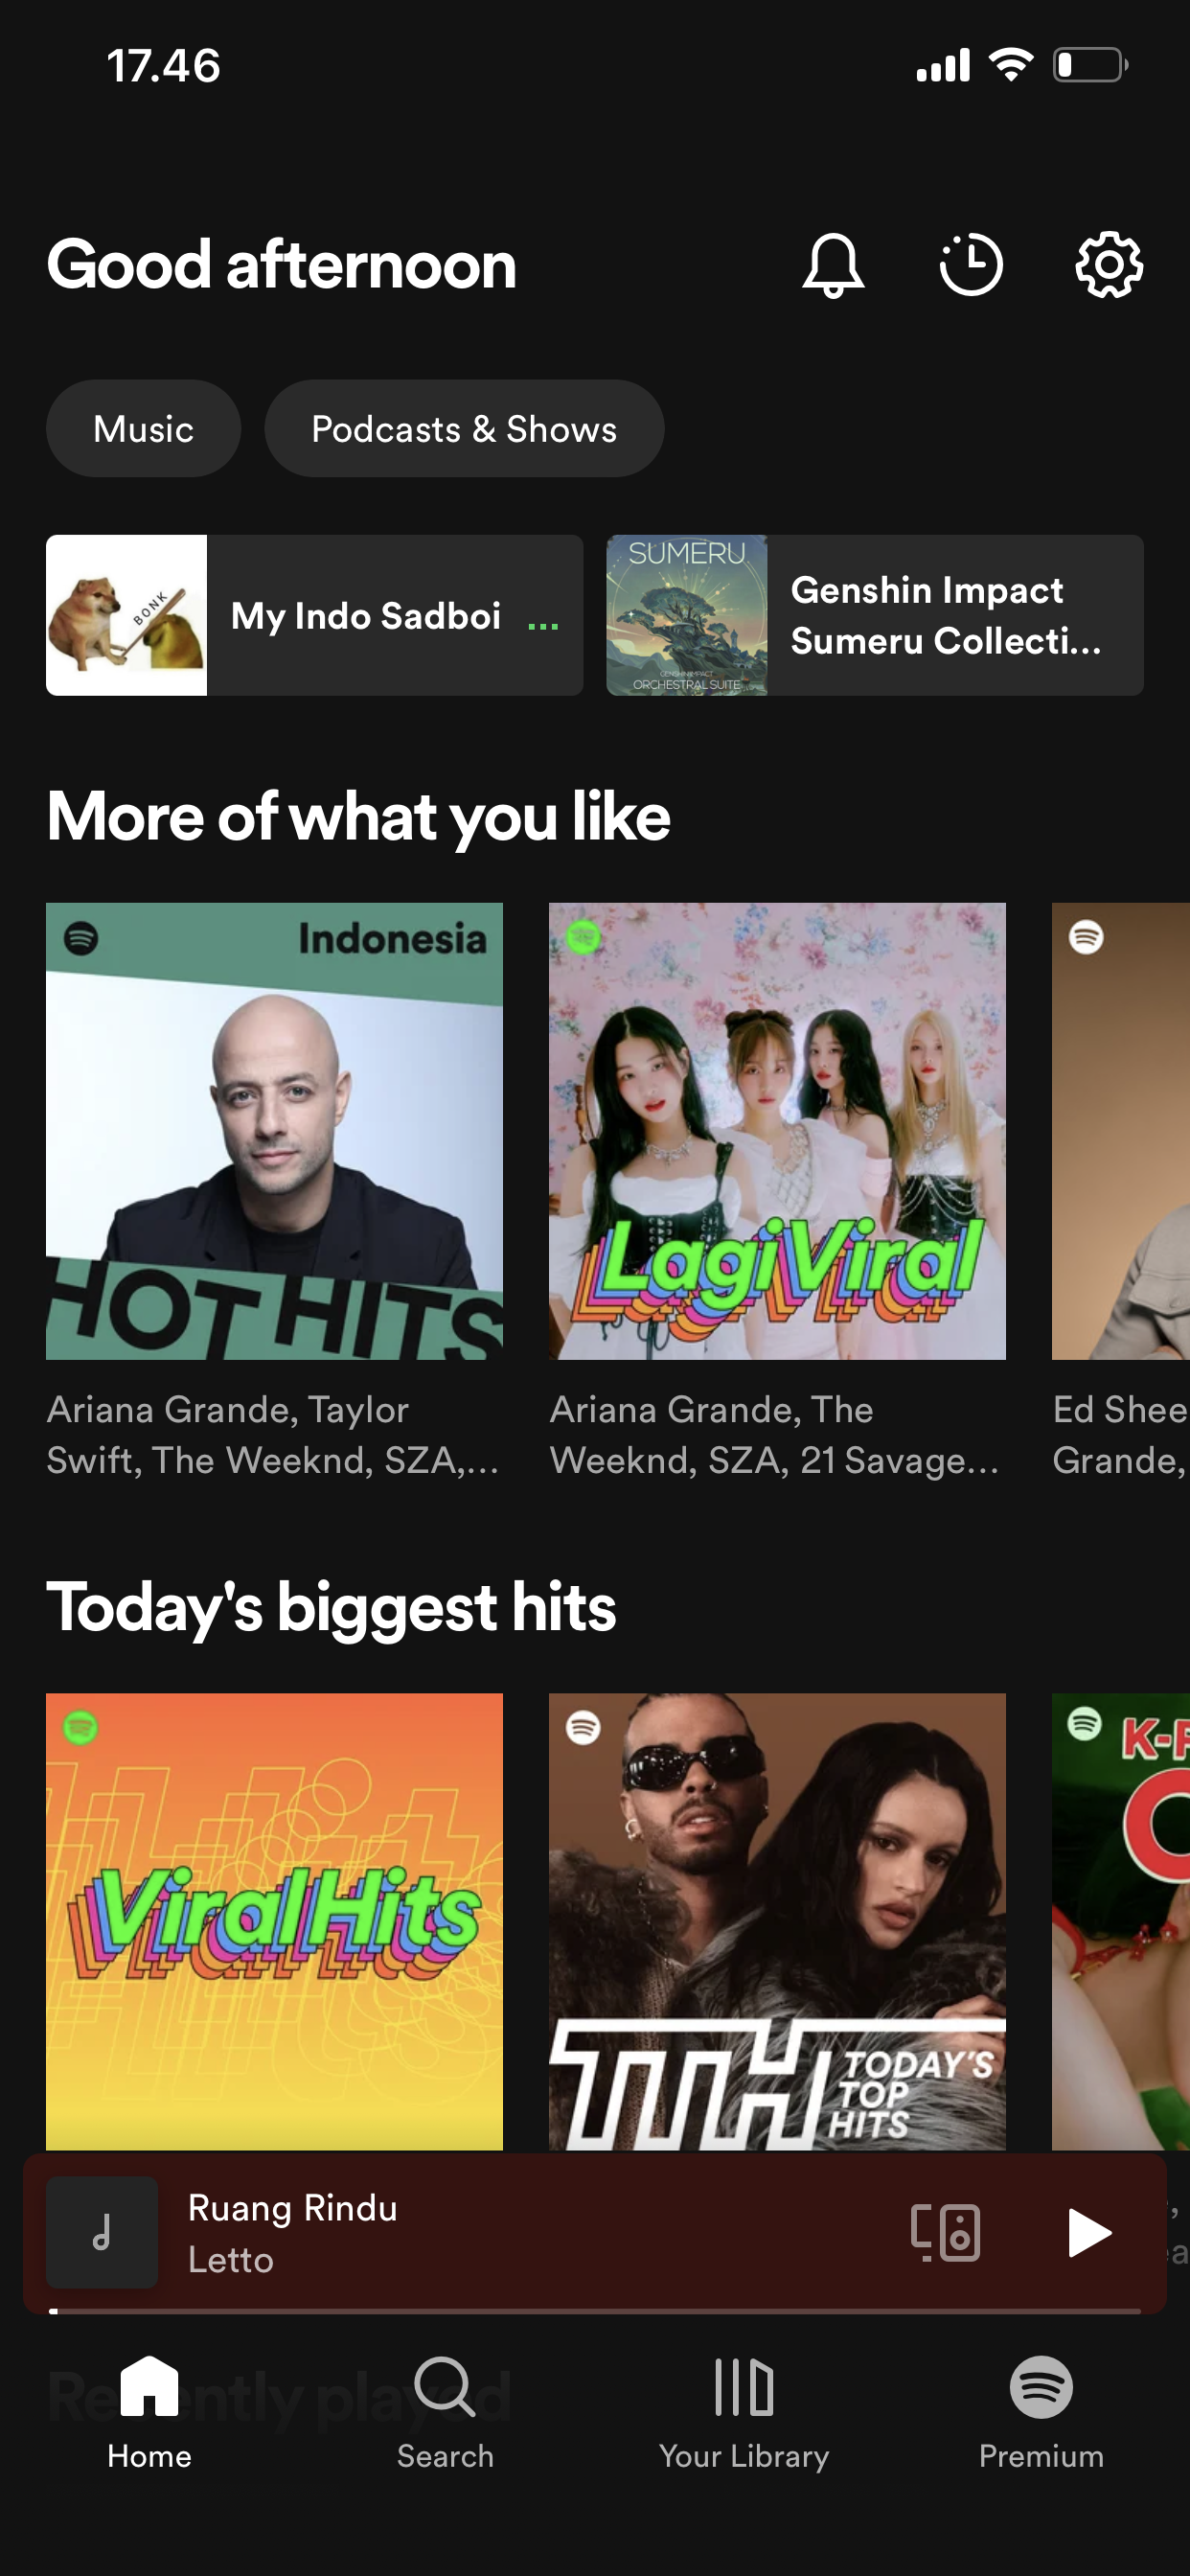 17.46
Good afternoon
Music
Podcasts & Shows
BONK
My Indo Sadboi
...
SUMERU
GENSHIN IMPACT
ORCHESTRAL SUITE
Genshin Impact
Sumeru Collecti...
More of what you like
Indonesia
HOT HITS
Ariana Grande, Taylor
Swift, The Weeknd, SZA,...
LagiViral
Ariana Grande, The
Weeknd, SZA, 21 Savage...
Ed Shee
Grande,
Today's biggest hits
ViralHits
TTH TODAY'S
TOP
HITS
K-P
O
Ruang Rindu
Letto
Recently played
Home
Search
Your Library
Premium